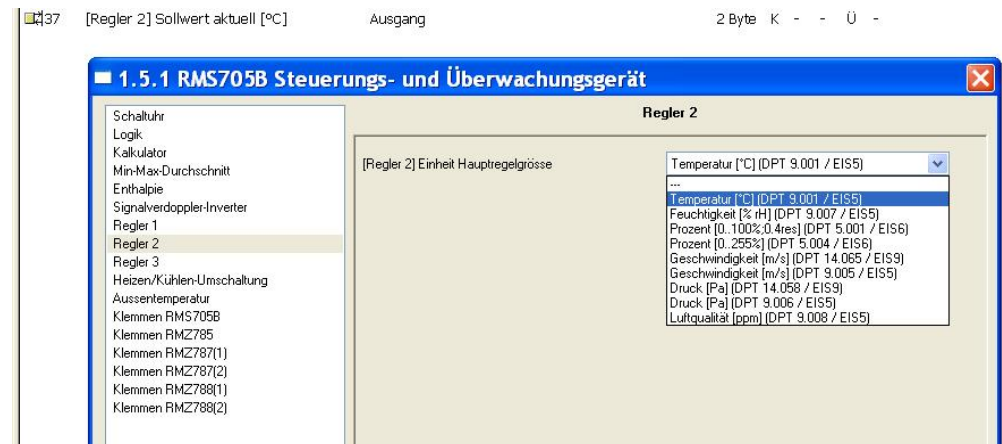 37 [Regler 2] Sollwert aktuell [°C] Ausgang 2 Byte K - - Ü -
1.5.1 RMS705B Steuerungs- und Überwachungsgerät
Schaltuhr
Logik
Kalkulator
Min-Max-Durchschnitt
Enthalpie
Signalverdoppler-Inverter
Regler 1
Regler 2
Regler 3
Heizen/Kühlen-Umschaltung
Aussentemperatur
Klemmen RMS705B
Klemmen RMZ785
Klemmen RMZ787(1)
Klemmen RMZ787(2)
Klemmen RMZ788(1)
Klemmen RMZ788(2)
Regler 2
[Regler 2] Einheit Hauptregelgrösse
Temperatur [°C] (DPT 9.001 / EIS5)
---
Temperatur [°C] (DPT 9.001 / EIS5)
Feuchtigkeit [% rH] (DPT 9.007 / EIS5)
Prozent [0..100%;0.4res] (DPT 5.001 / EIS6)
Prozent [0..255%] (DPT 5.004 / EIS6)
Geschwindigkeit [m/s] (DPT 14.065 / EIS9)
Geschwindigkeit [m/s] (DPT 9.005 / EIS5)
Druck [Pa] (DPT 14.058 / EIS9)
Druck [Pa] (DPT 9.006 / EIS5)
Luftqualität [ppm] (DPT 9.008 / EIS5)